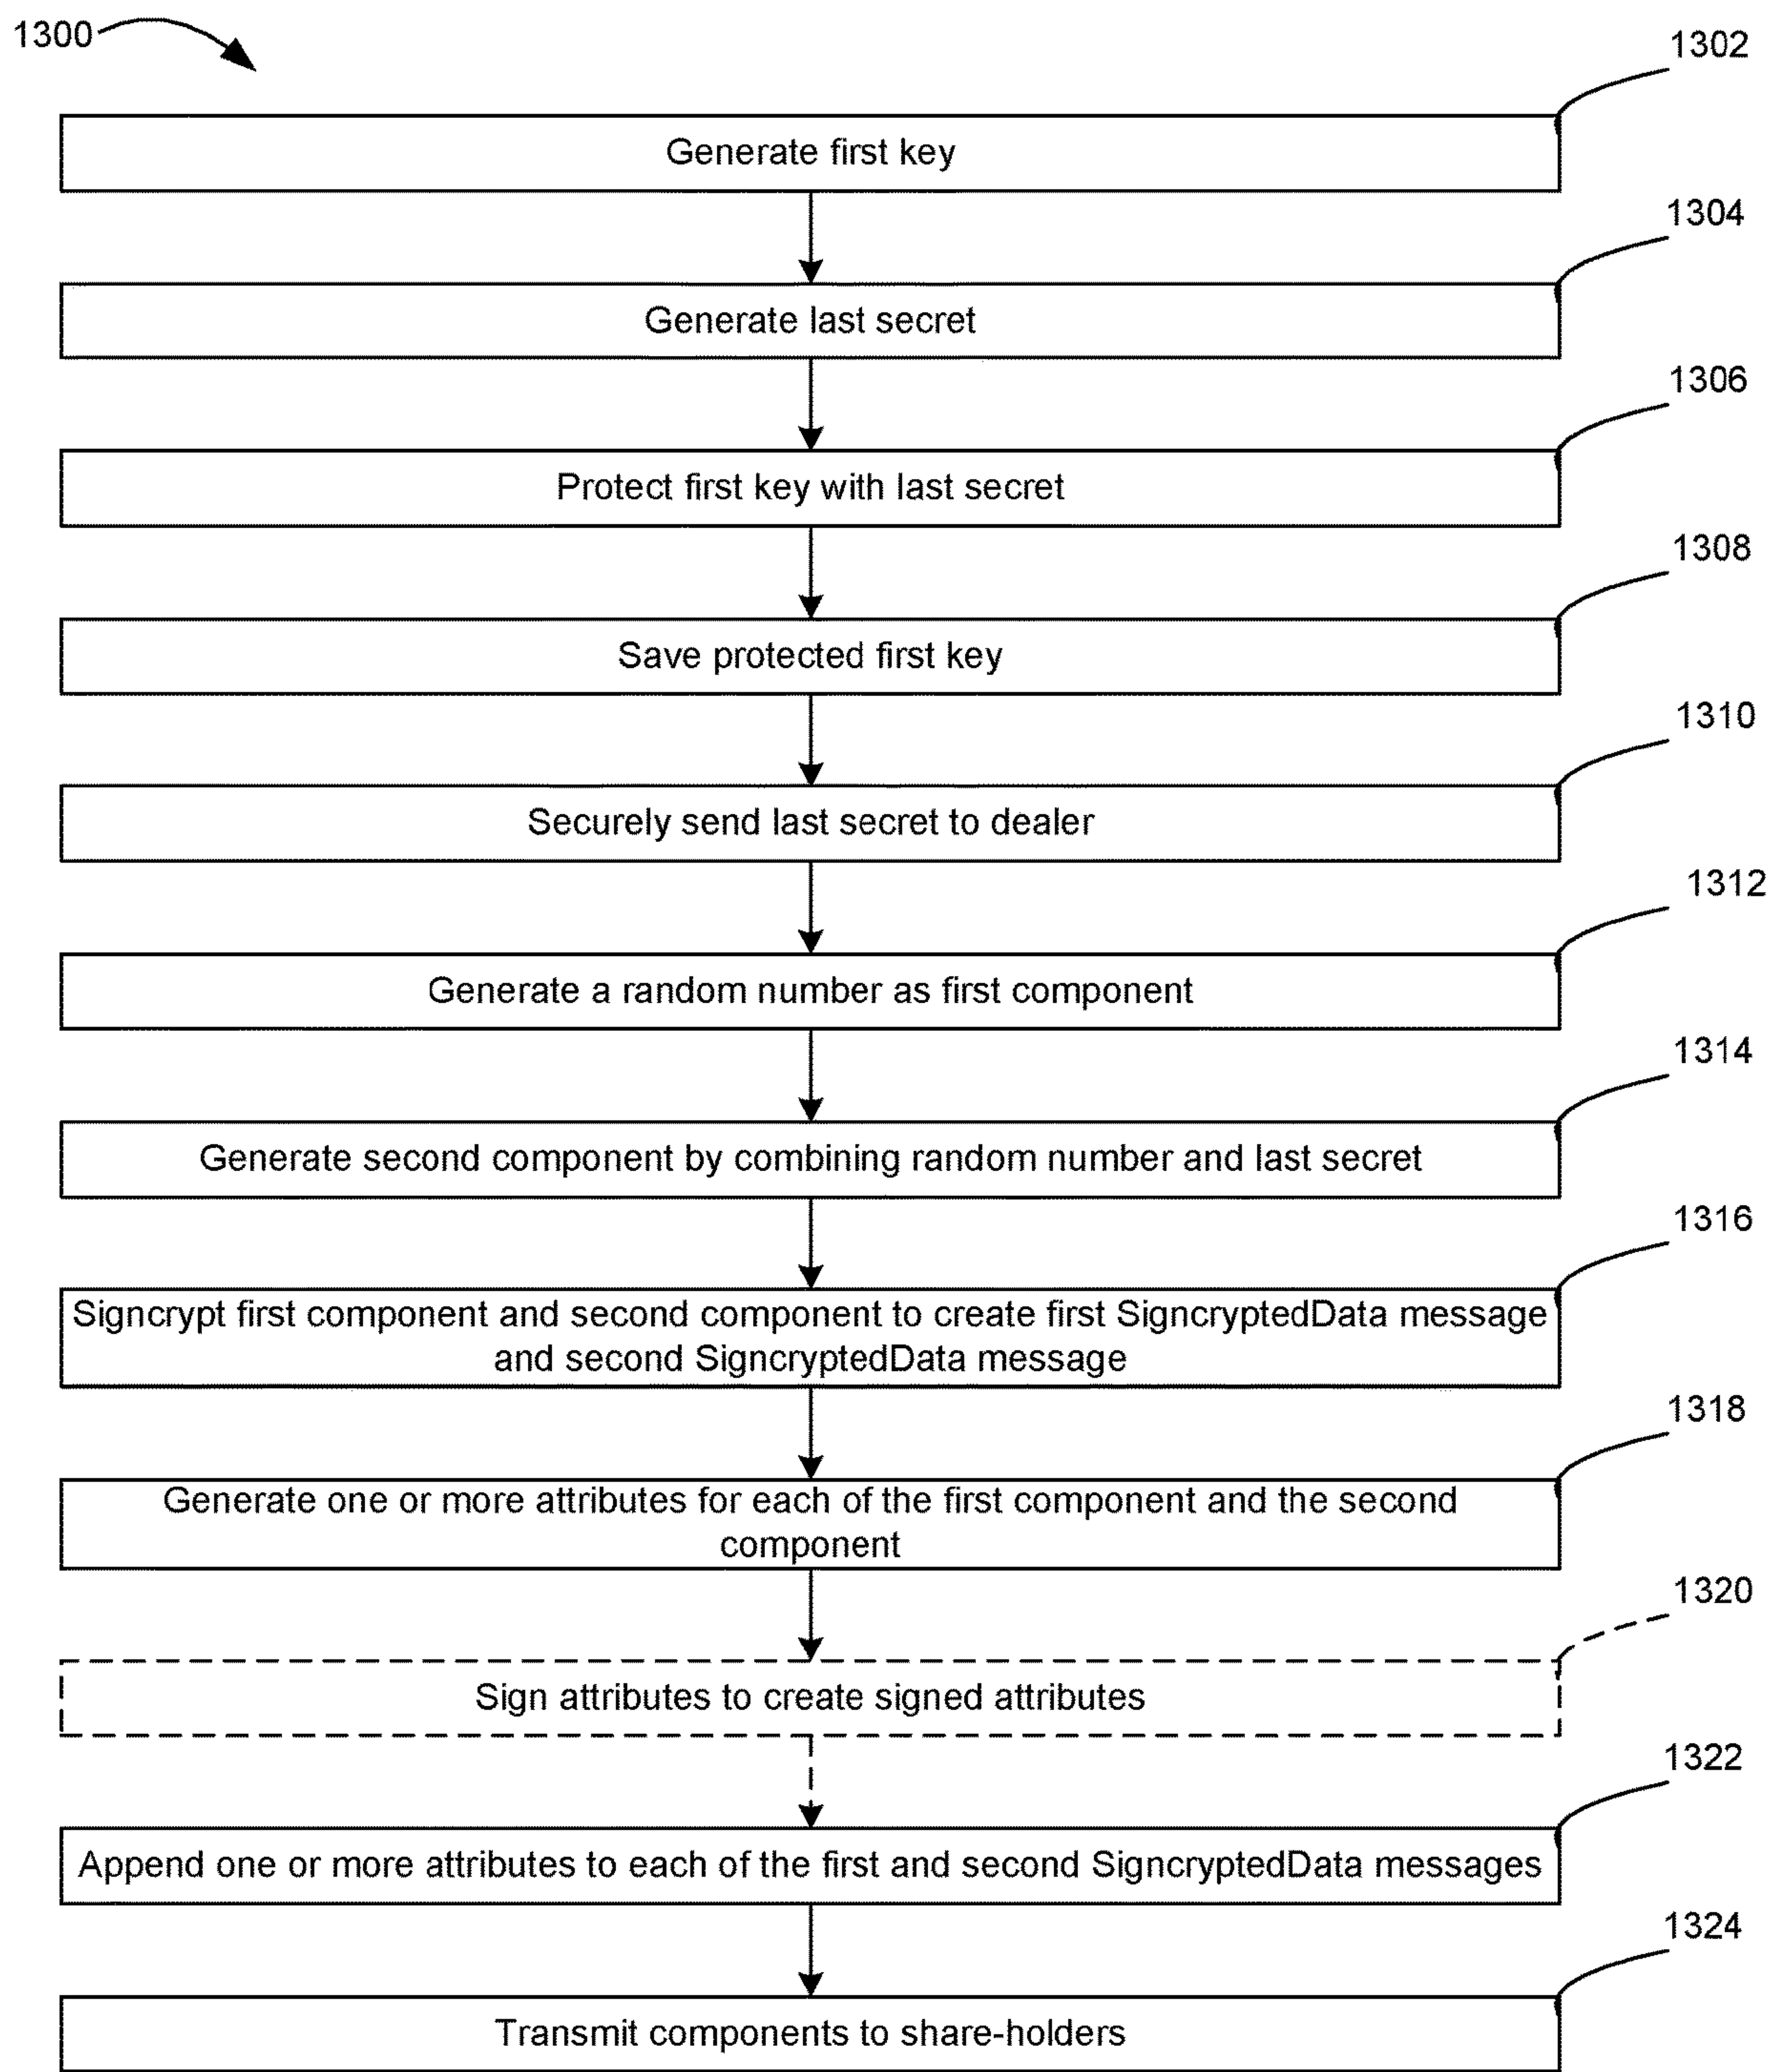 1300
1302
Generate first key
1304
Generate last secret
1306
Protect first key with last secret
1308
Save protected first key
1310
Securely send last secret to dealer
1312
Generate a random number as first component
1314
Generate second component by combining random number and last secret
1316
Signcrypt first component and second component to create first SigncryptedData message
and second SigncryptedData message
1318
Generate one or more attributes for each of the first component and the second
component
1320
Sign attributes to create signed attributes
1322
Append one or more attributes to each of the first and second SigncryptedData messages
1324
Transmit components to share-holders